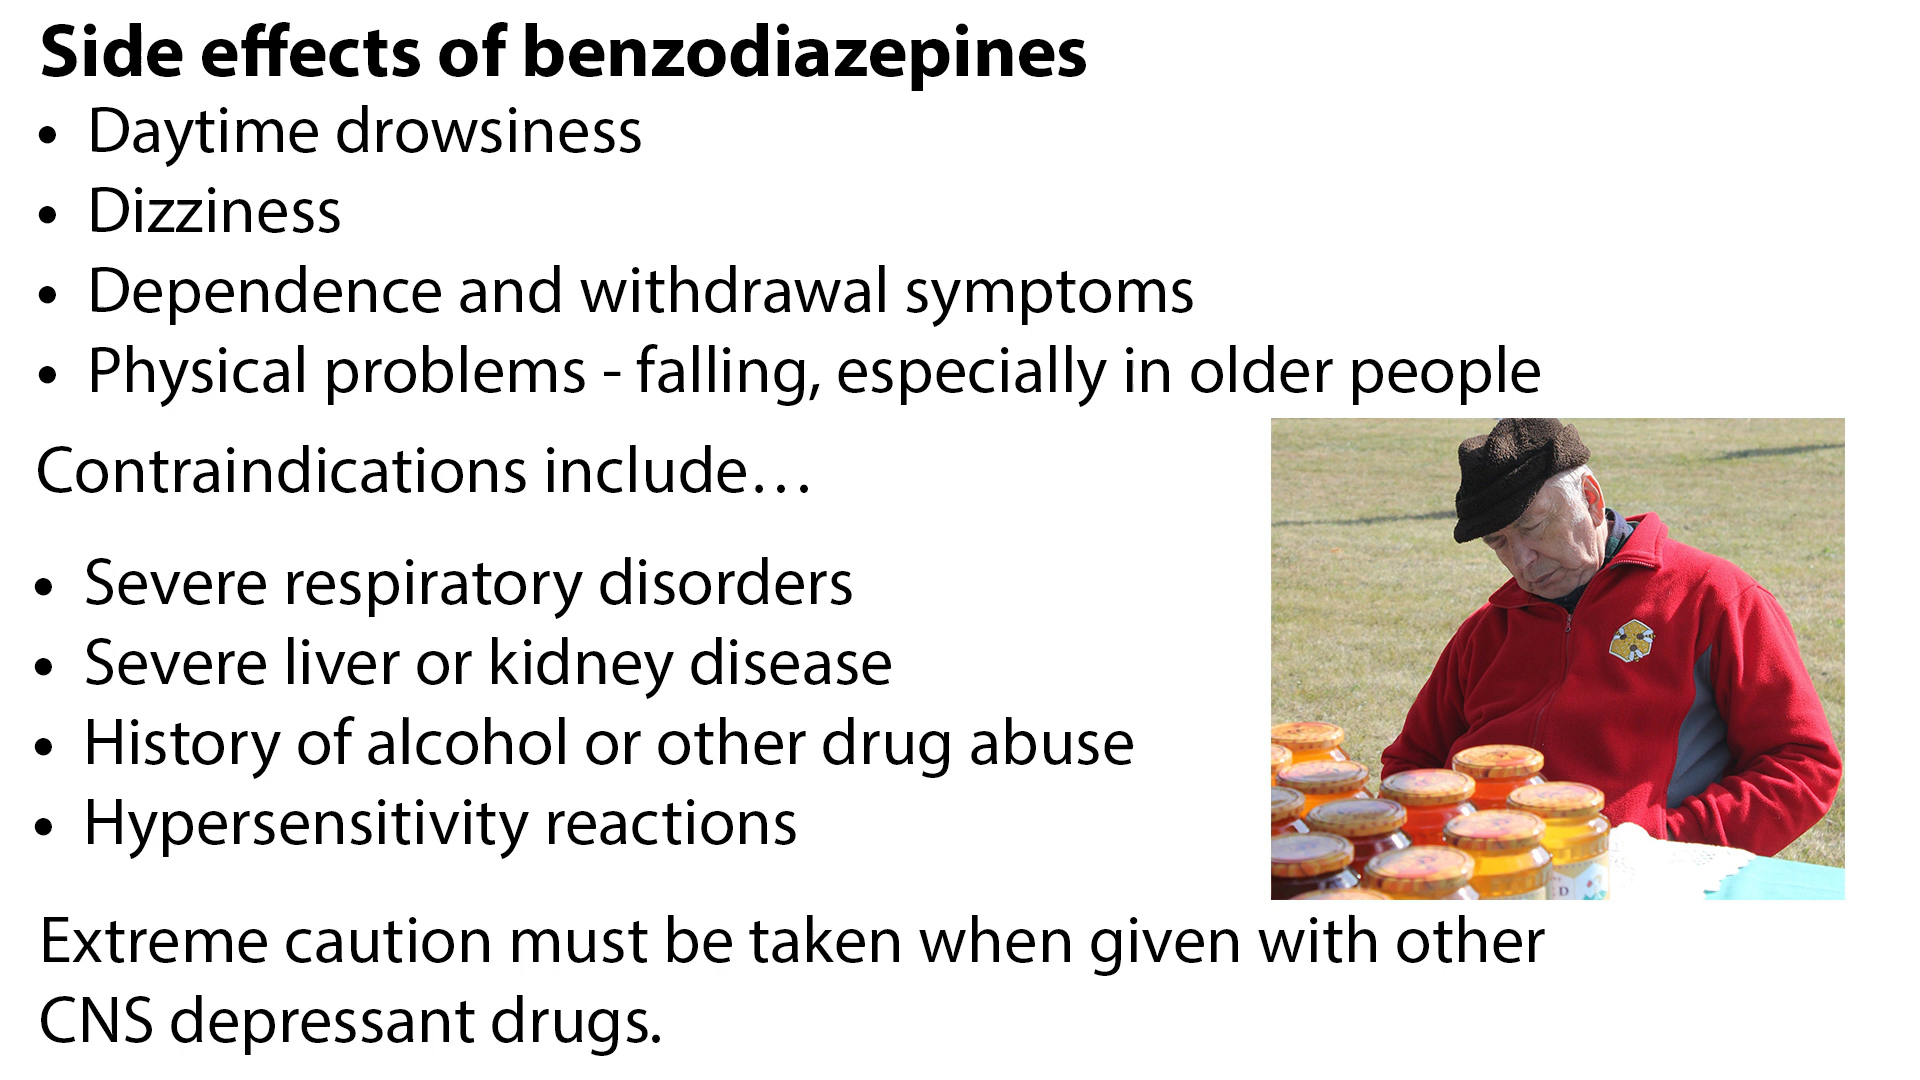 Side effects of benzodiazepines
• Daytime drowsiness
• Dizziness
• Dependence and withdrawal symptoms
• Physical problems - falling, especially in older people
Contraindications include…
• Severe respiratory disorders
• Severe liver or kidney disease
• History of alcohol or other drug abuse
• Hypersensitivity reactions
Extreme caution must be taken when given with other
CNS depressant drugs.